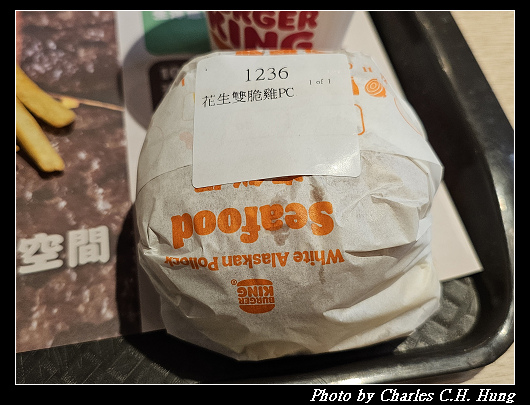 BURGER
KING
1236
1 of 1
花生雙脆雞PC
Seafood
White Alaskan Pollock
BURGER
KING
®
空間
Photo by Charles C.H. Hung